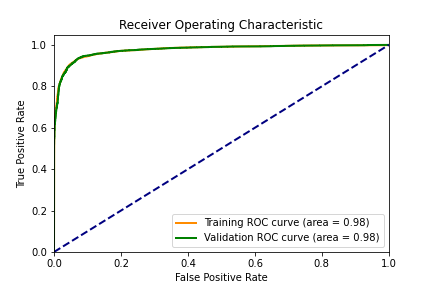 Receiver Operating Characteristic
True Positive Rate
1.0
0.8
0.6
0.4
0.2
0.0
Training ROC curve (area = 0.98)
Validation ROC curve (area = 0.98)
0.0 0.2 0.4 0.6 0.8 1.0
False Positive Rate